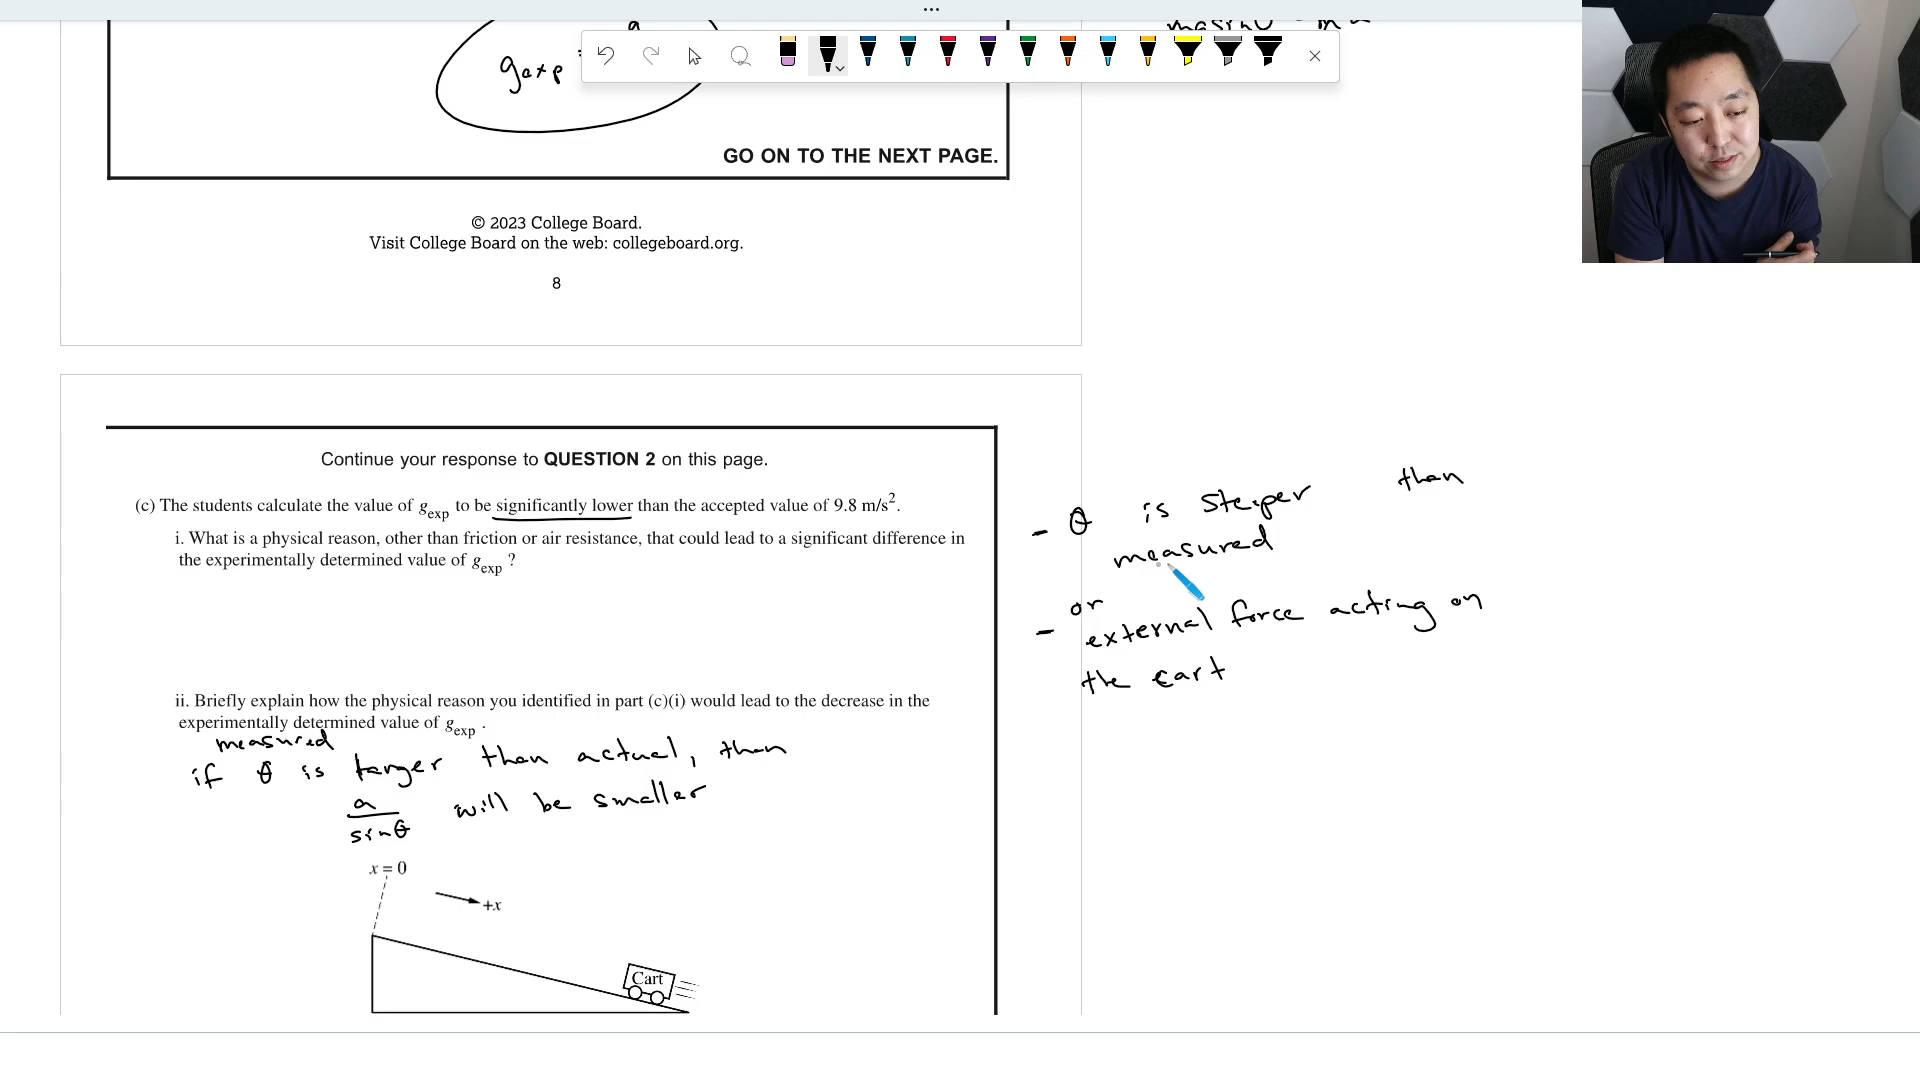 g exp
GO ON TO THE NEXT PAGE.
© 2023 College Board.
Visit College Board on the web: collegeboard.org.
8
Continue your response to QUESTION 2 on this page.
(c) The students calculate the value of g exp to be significantly lower than the accepted value of 9.8 m/s².
i. What is a physical reason, other than friction or air resistance, that could lead to a significant difference in
the experimentally determined value of g exp ?
- θ is steeper than
measured
or
- external force acting on
the cart
ii. Briefly explain how the physical reason you identified in part (c)(i) would lead to the decrease in the
experimentally determined value of g exp .
measured
if θ is larger than actual, then
a/sinθ will be smaller
x = 0
+x
Cart